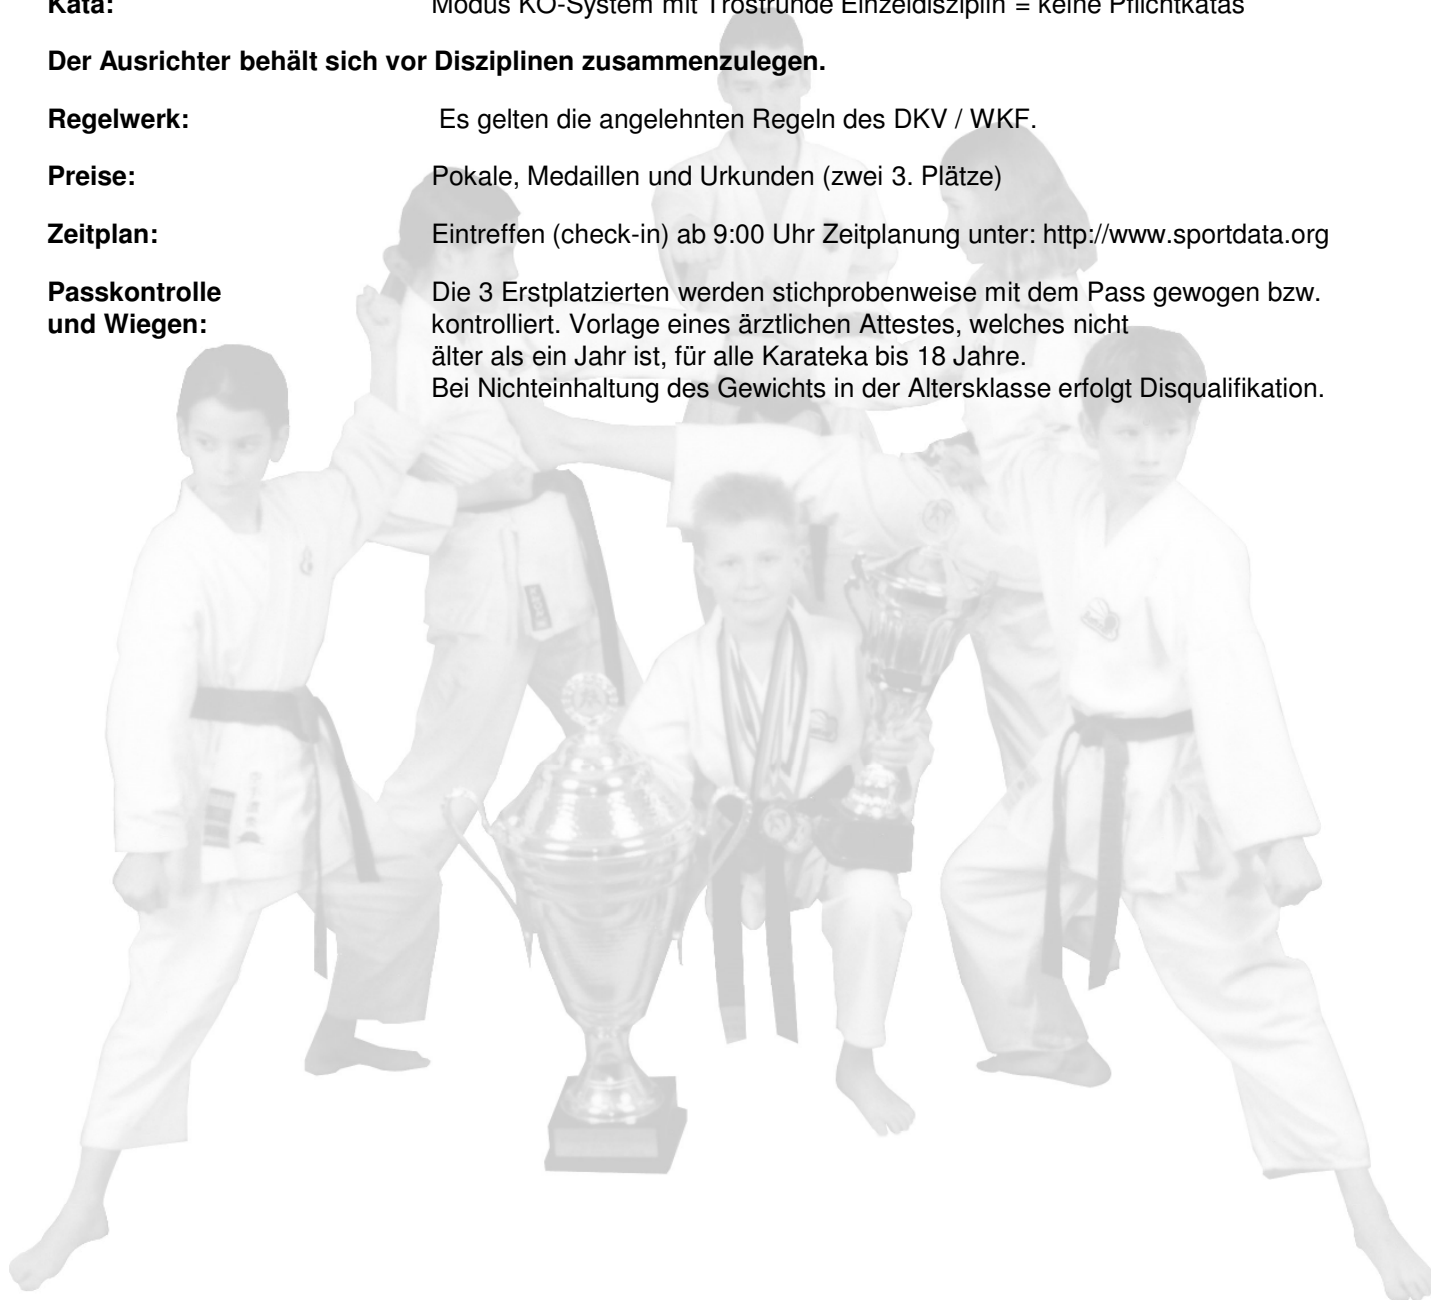 Kata: Modus KO-System mit Trostrunde Einzeldisziplin = keine Pflichtkatas
Der Ausrichter behält sich vor Disziplinen zusammenzulegen.
Regelwerk: Es gelten die angelehnten Regeln des DKV / WKF.
Preise: Pokale, Medaillen und Urkunden (zwei 3. Plätze)
Zeitplan: Eintreffen (check-in) ab 9:00 Uhr Zeitplanung unter: http://www.sportdata.org
Passkontrolle Die 3 Erstplatzierten werden stichprobenweise mit dem Pass gewogen bzw.
und Wiegen: kontrolliert. Vorlage eines ärztlichen Attestes, welches nicht
älter als ein Jahr ist, für alle Karateka bis 18 Jahre.
Bei Nichteinhaltung des Gewichts in der Altersklasse erfolgt Disqualifikation.